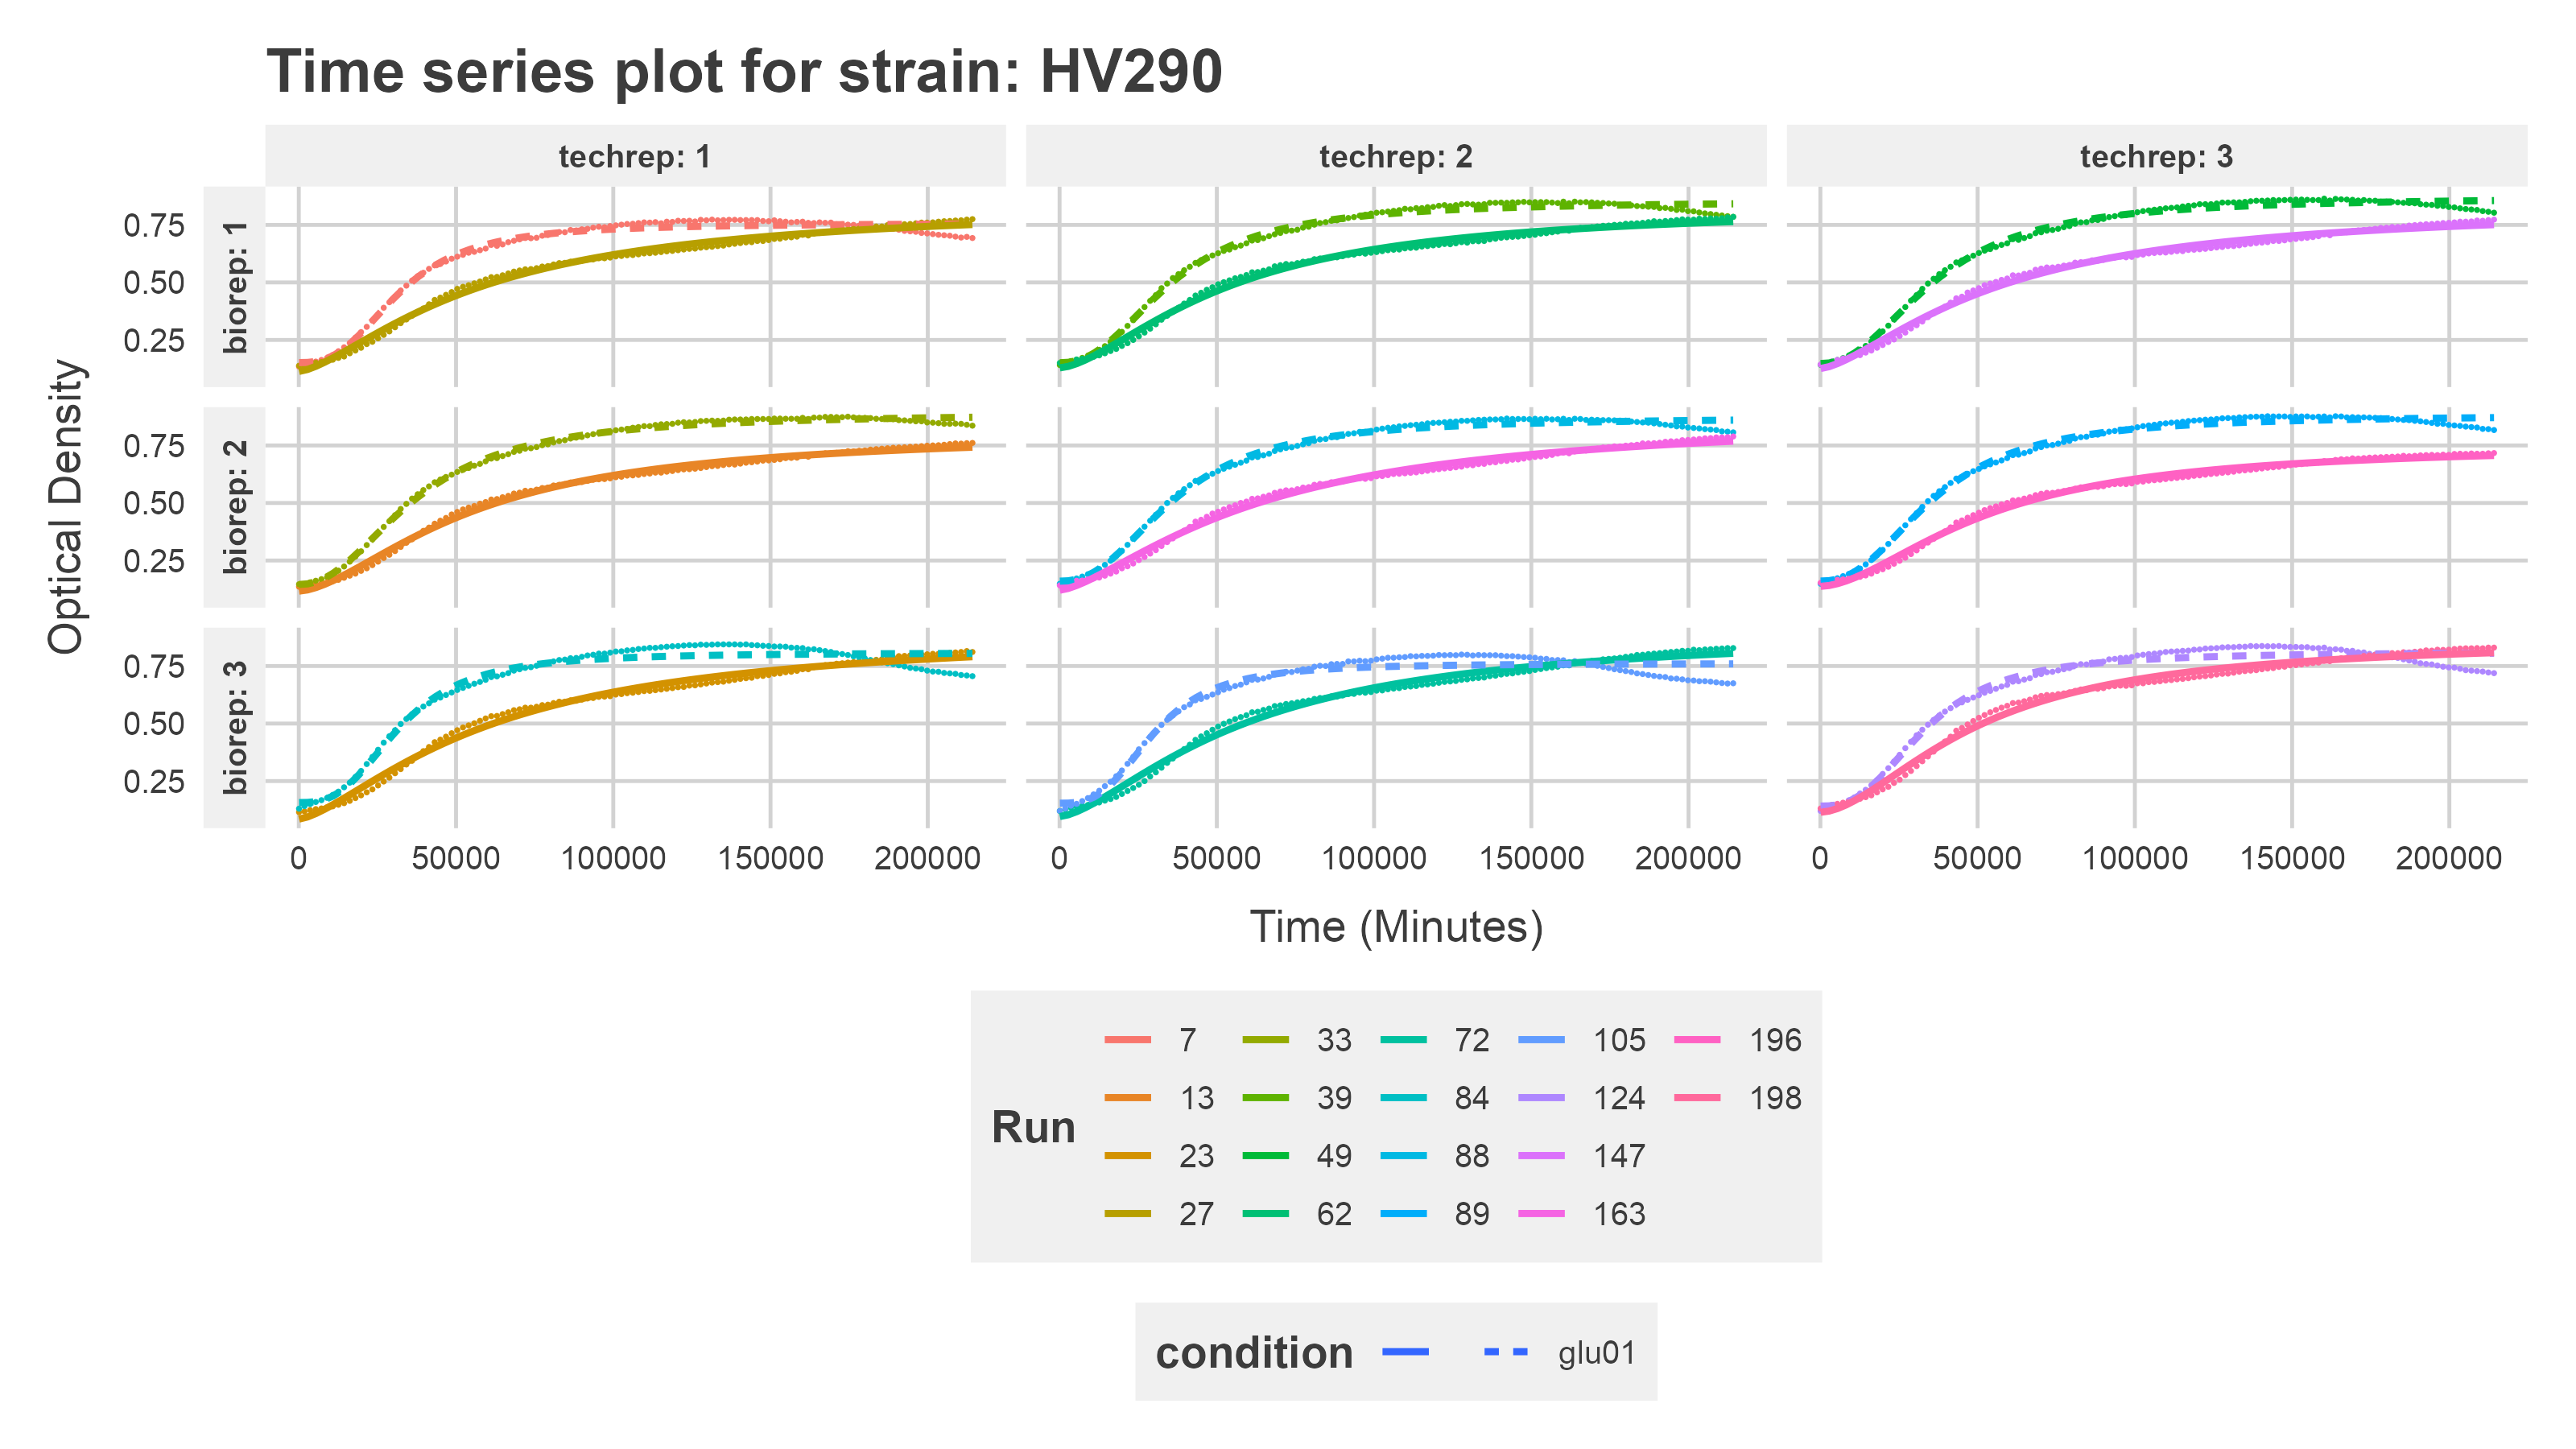 Time series plot for strain: HV290
techrep: 1 techrep: 2 techrep: 3
Optical Density
biorep: 1
0.75
0.50
0.25
biorep: 2
0.75
0.50
0.25
biorep: 3
0.75
0.50
0.25
0 50000 100000 150000 200000 0 50000 100000 150000 200000 0 50000 100000 150000 200000
Time (Minutes)
Run
7 33 72 105 196
13 39 84 124 198
23 49 88 147
27 62 89 163
condition glu01